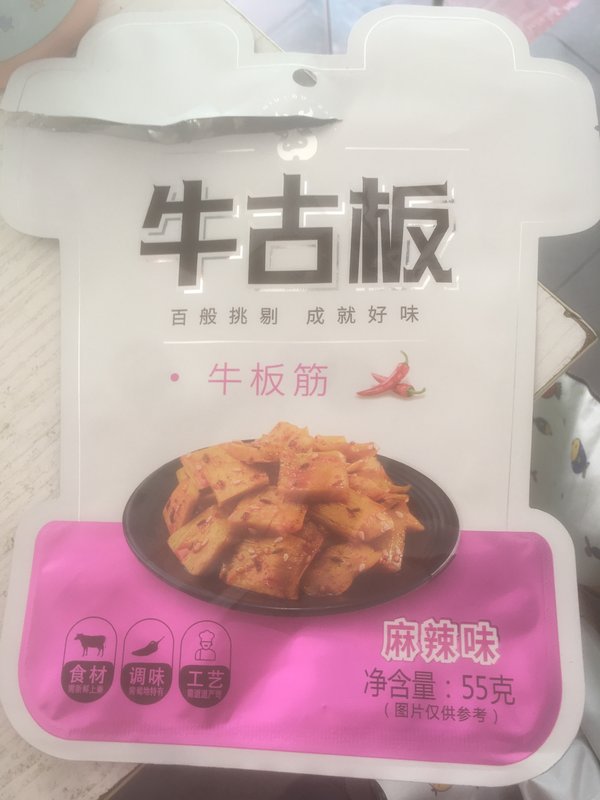 牛古板
百般挑剔 成就好味
·牛板筋
麻辣味
净含量：55克
（图片仅供参考）
食材
调味
工艺